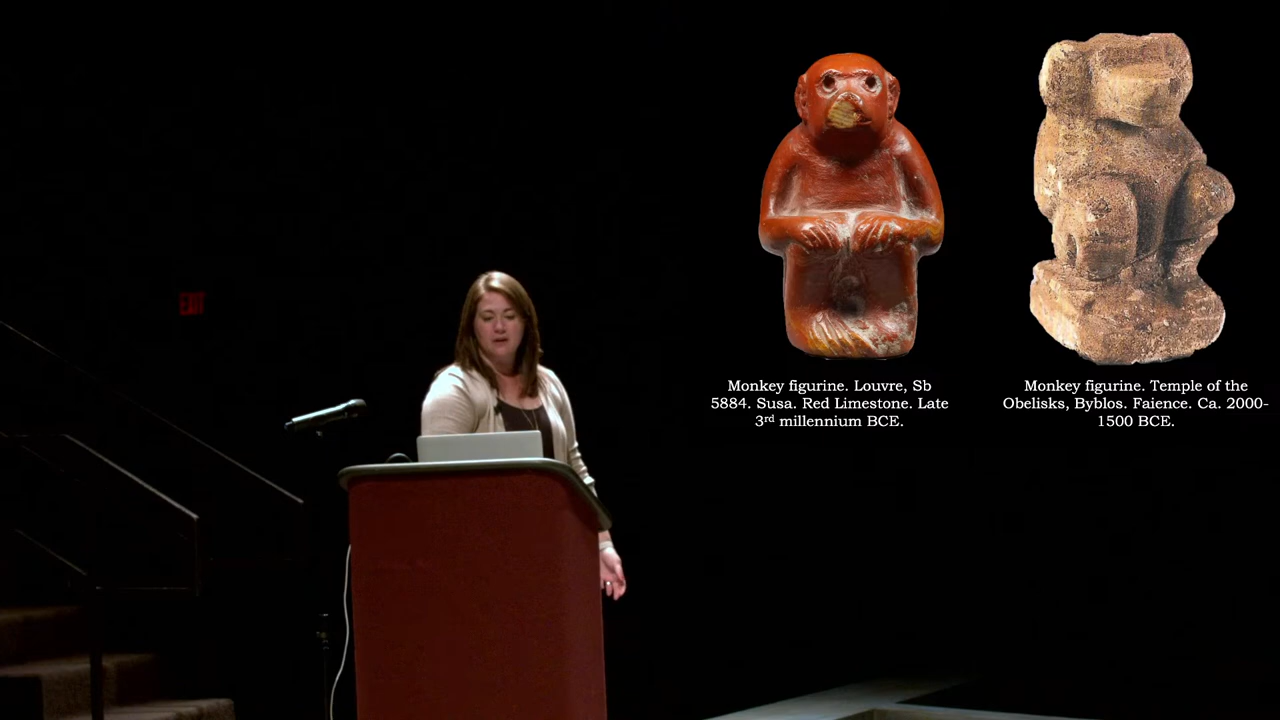 EXIT
Monkey figurine. Louvre, Sb
5884. Susa. Red Limestone. Late
3rd millennium BCE.
Monkey figurine. Temple of the
Obelisks, Byblos. Faience. Ca. 2000-
1500 BCE.